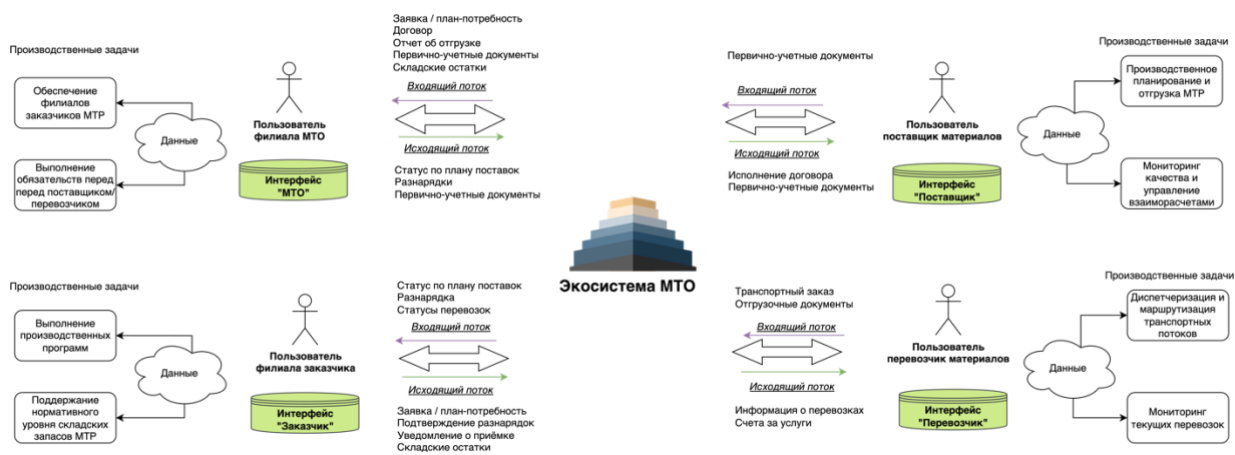 Производственные задачи
Обеспечение
филиалов
заказчиков МТР
Данные
Выполнение
обязательств перед
перед поставщиком/
перевозчиком
Пользователь
филиала МТО
Интерфейс
"МТО"
Заявка / план-потребность
Договор
Отчет об отгрузке
Первично-учетные документы
Складские остатки
Входящий поток
Исходящий поток
Статус по плану поставок
Разнарядки
Первично-учетные документы
Первично-учетные документы
Входящий поток
Исходящий поток
Исполнение договора
Первично-учетные документы
Пользователь
поставщик материалов
Интерфейс
"Поставщик"
Производственные задачи
Производственное
планирование и
отгрузка МТР
Данные
Мониторинг
качества и
управление
взаиморасчетами
Экосистема МТО
Производственные задачи
Выполнение
производственных
программ
Данные
Поддержание
нормативного
уровня складских
запасов МТР
Пользователь
филиала заказчика
Интерфейс
"Заказчик"
Статус по плану поставок
Разнарядка
Статусы перевозок
Входящий поток
Исходящий поток
Заявка / план-потребность
Подтверждение разнарядок
Уведомление о приёмке
Складские остатки
Транспортный заказ
Отгрузочные документы
Входящий поток
Исходящий поток
Информация о перевозках
Счета за услуги
Пользователь
перевозчик материалов
Интерфейс
"Перевозчик"
Производственные задачи
Диспетчеризация и
маршрутизация
транспортных
потоков
Данные
Мониторинг
текущих перевозок